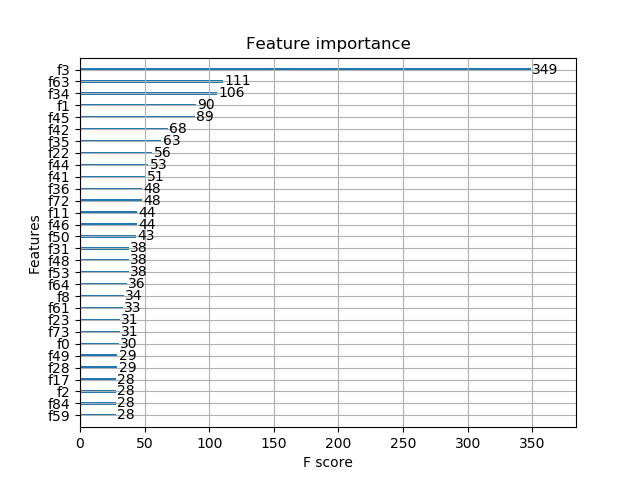 Feature importance
f3 349
f63 111
f34 106
f1 90
f45 89
f42 68
f35 63
f22 56
f44 53
f41 51
f36 48
f72 48
f11 44
f46 44
f50 43
f31 38
f48 38
f53 38
f64 36
f8 34
f61 33
f23 31
f73 31
f0 30
f49 29
f28 29
f17 28
f2 28
f84 28
f59 28
Features
0 50 100 150 200 250 300 350
F score